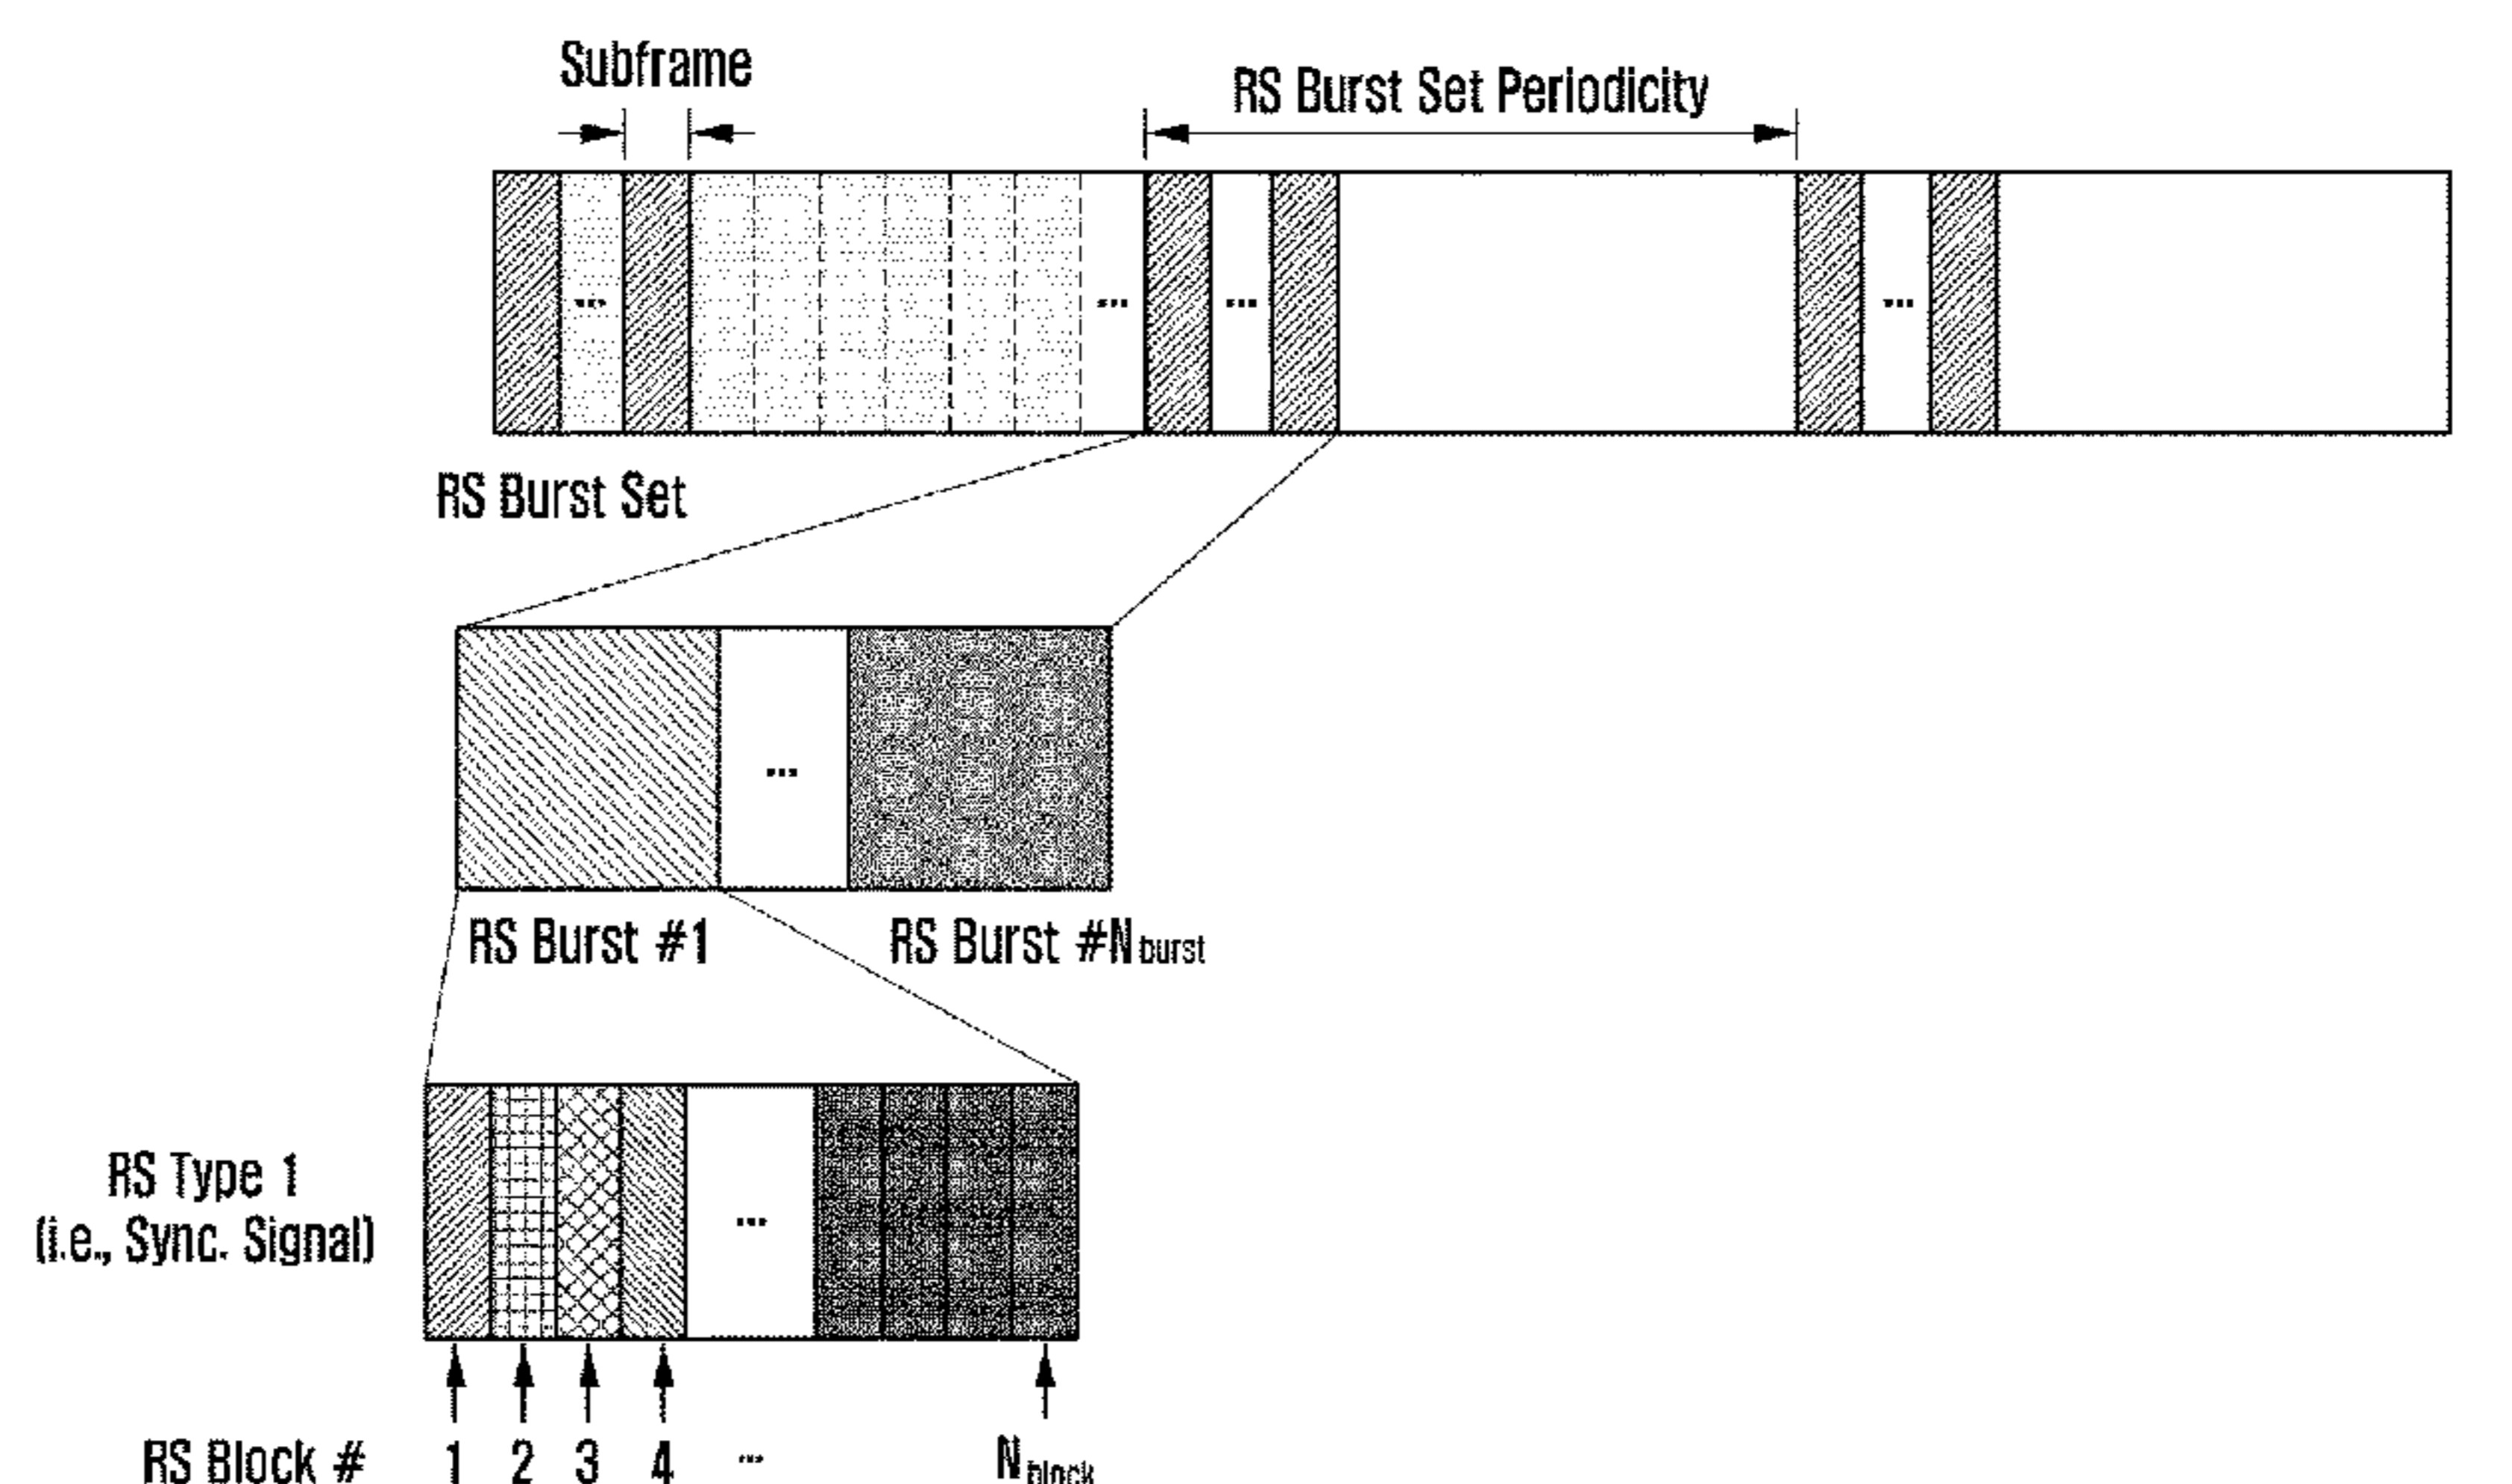 Subframe
RS Burst Set Periodicity
... ... ... ...
RS Burst Set
...
RS Burst #1
RS Burst #Nburst
RS Type 1
(i.e., Sync. Signal)
...
RS Block # 1 2 3 4 ... Nblock